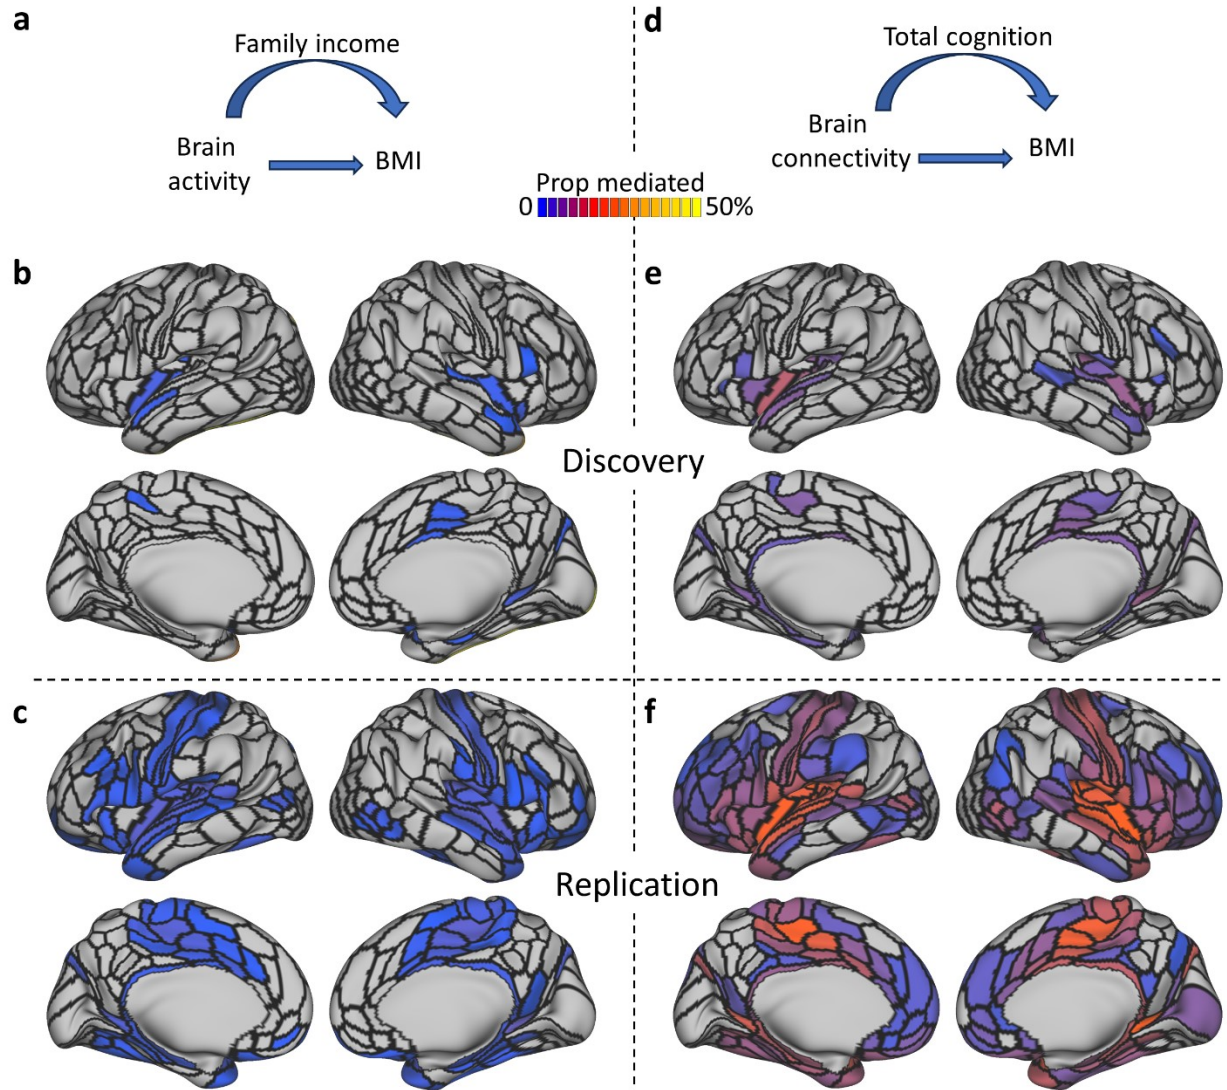 a
Family income
Brain
activity
BMI
d
Total cognition
Brain
connectivity
BMI
Prop mediated
0
50%
b
e
Discovery
c
f
Replication